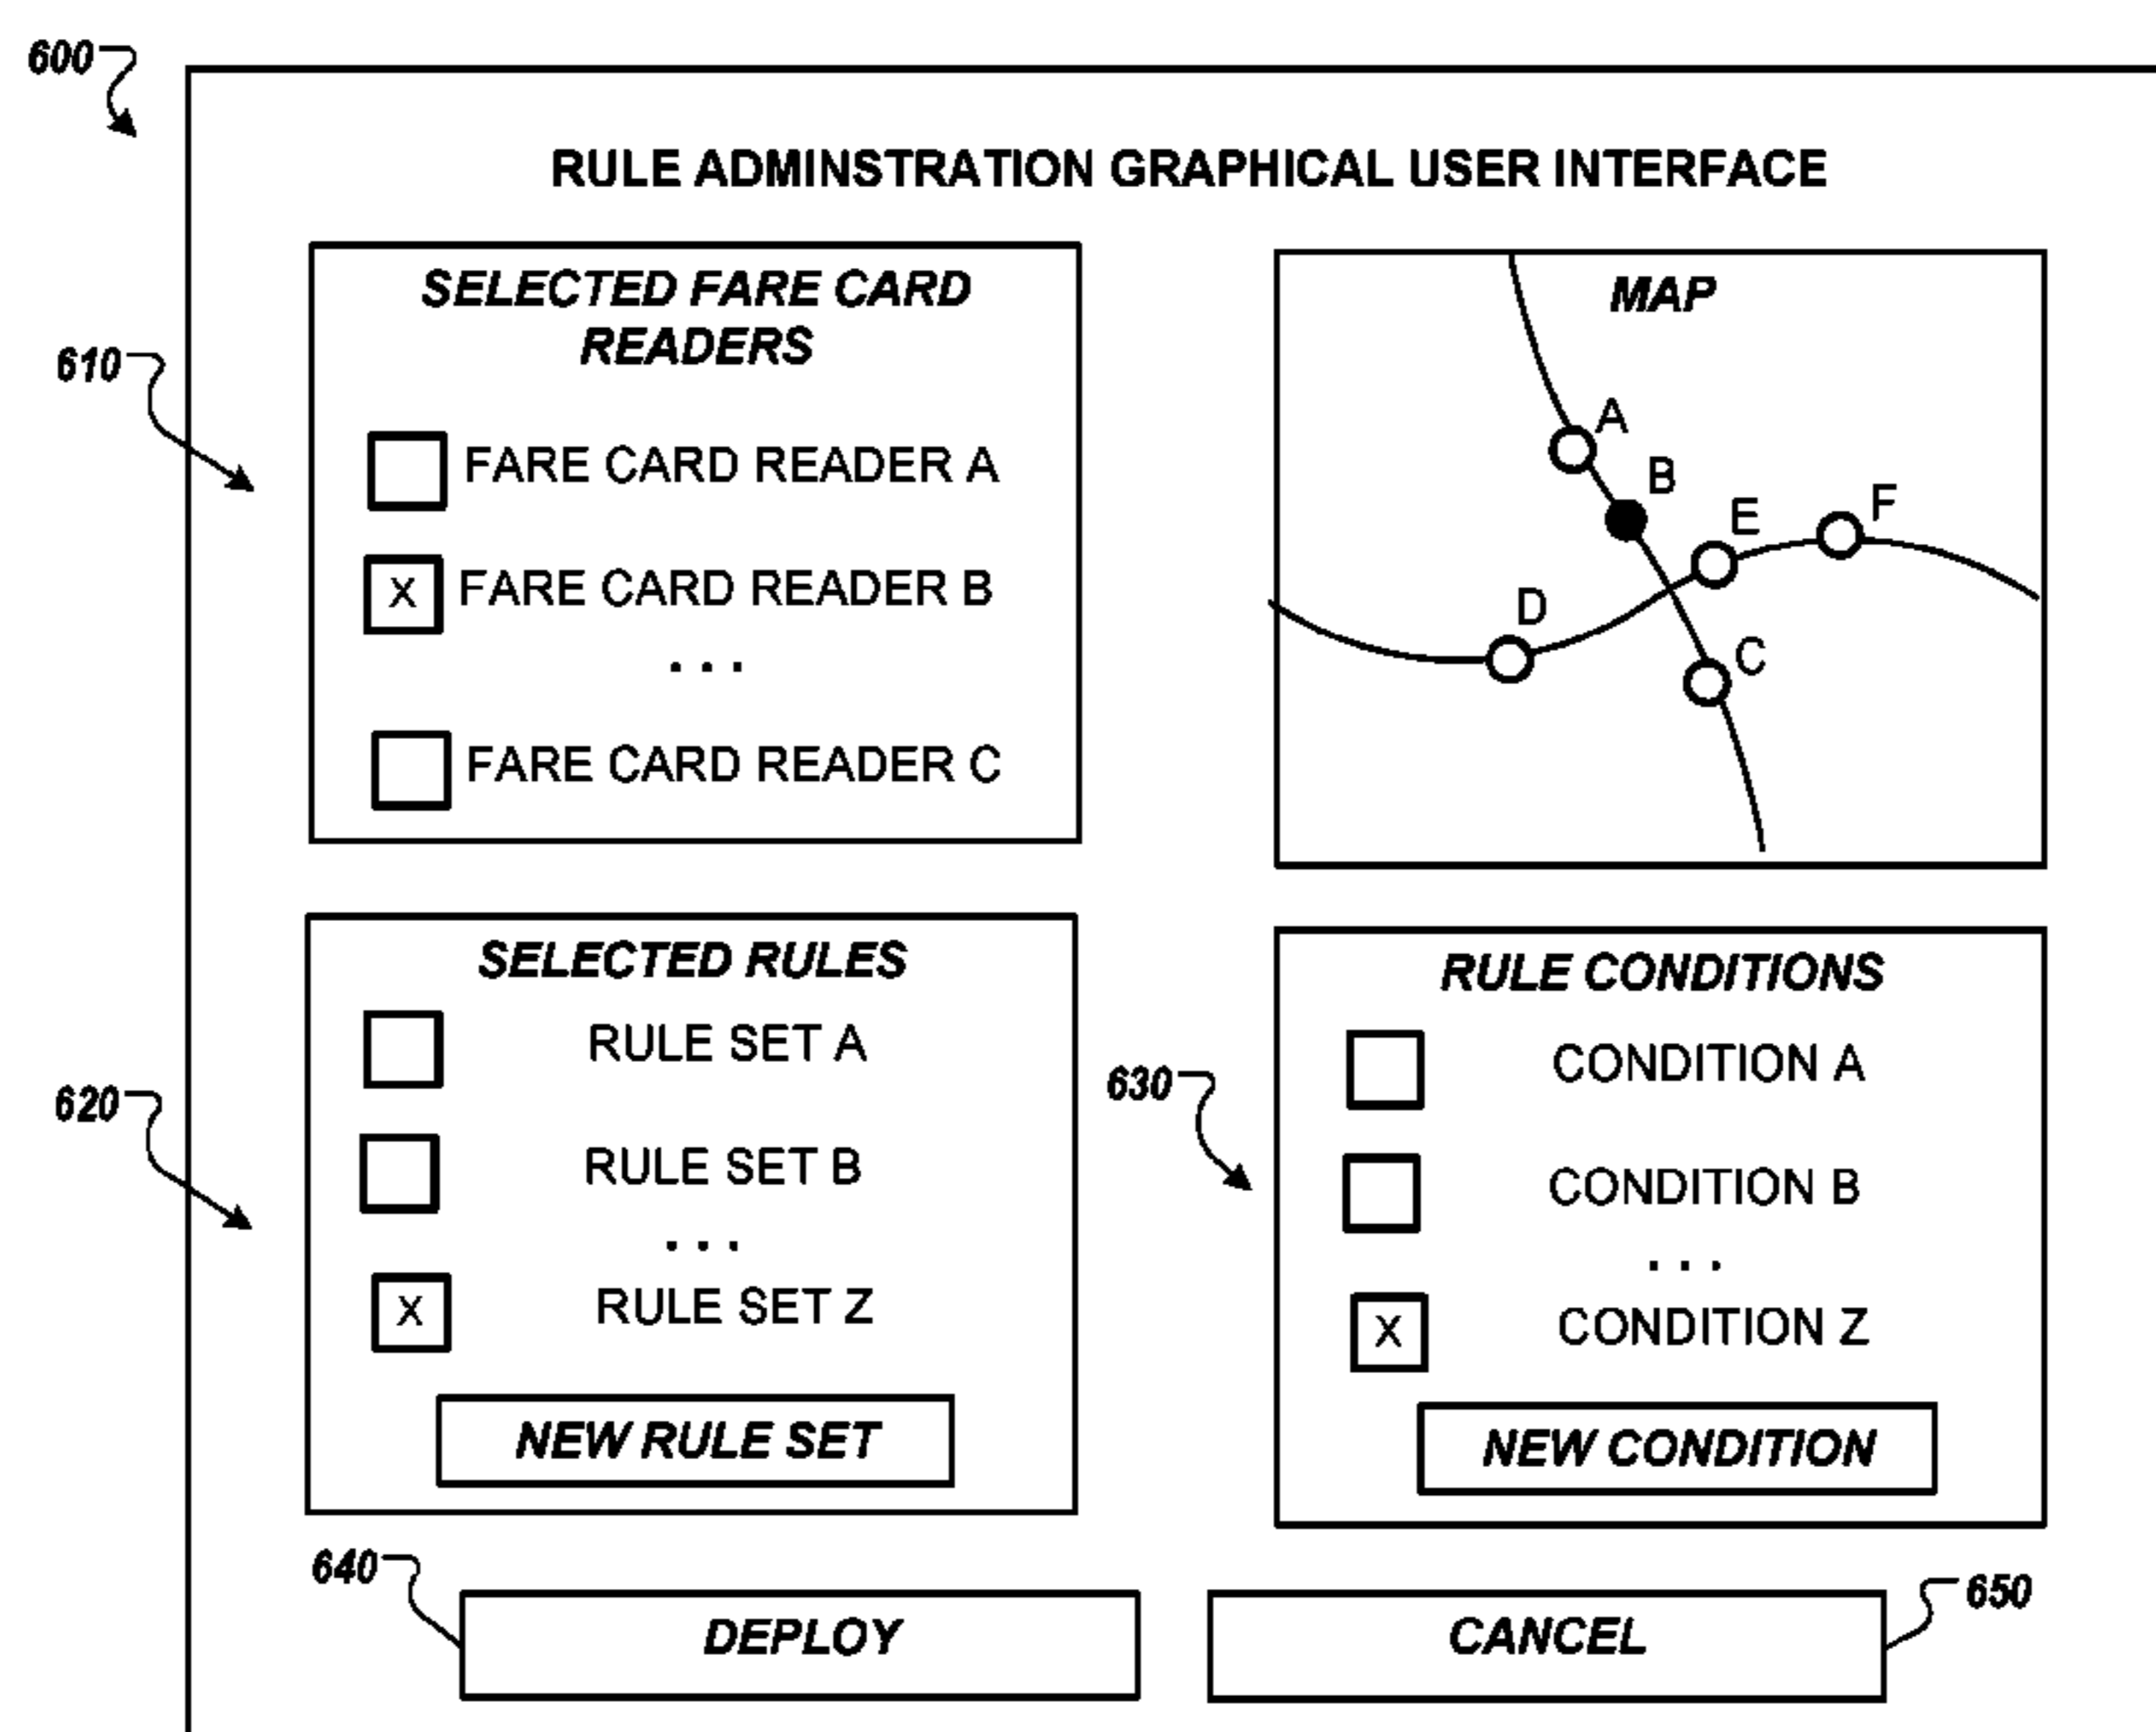 600
RULE ADMINSTRATION GRAPHICAL USER INTERFACE
610
SELECTED FARE CARD
READERS
FARE CARD READER A
X FARE CARD READER B
. . .
FARE CARD READER C
MAP
A
B
E
F
D
C
620
SELECTED RULES
RULE SET A
RULE SET B
. . .
X RULE SET Z
NEW RULE SET
630
RULE CONDITIONS
CONDITION A
CONDITION B
. . .
X CONDITION Z
NEW CONDITION
640
DEPLOY
CANCEL
650